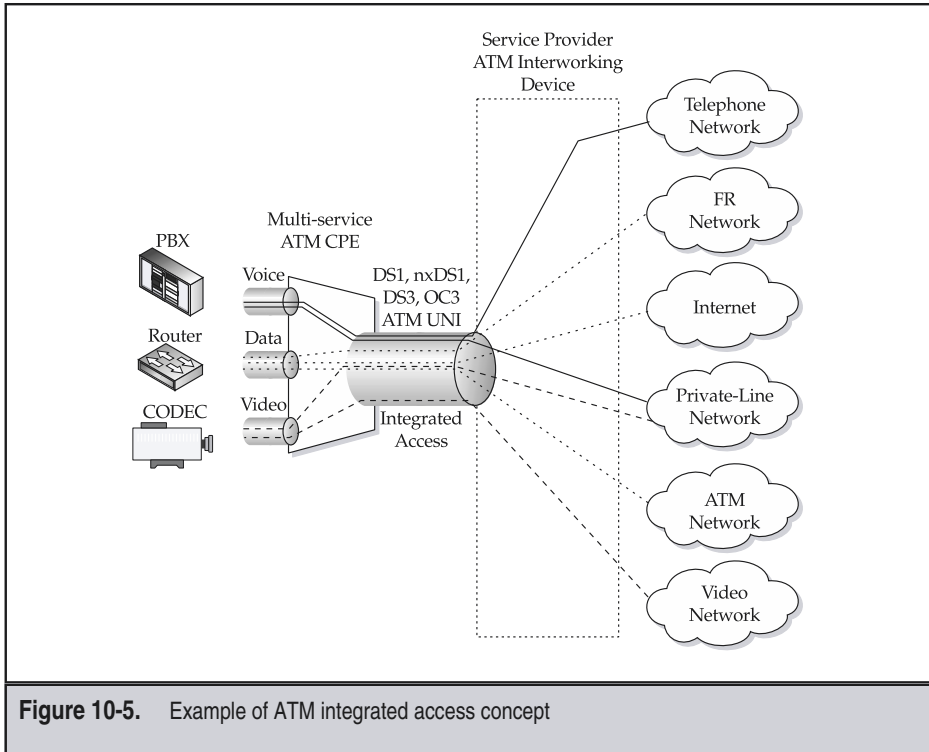 Service Provider
ATM Interworking
Device
Telephone
Network
FR
Network
Multi-service
ATM CPE
PBX
Voice
DS1, nxDS1,
DS3, OC3
ATM UNI
Internet
Router
Data
Private-Line
Network
CODEC
Video
Integrated
Access
ATM
Network
Video
Network
Figure 10-5. Example of ATM integrated access concept